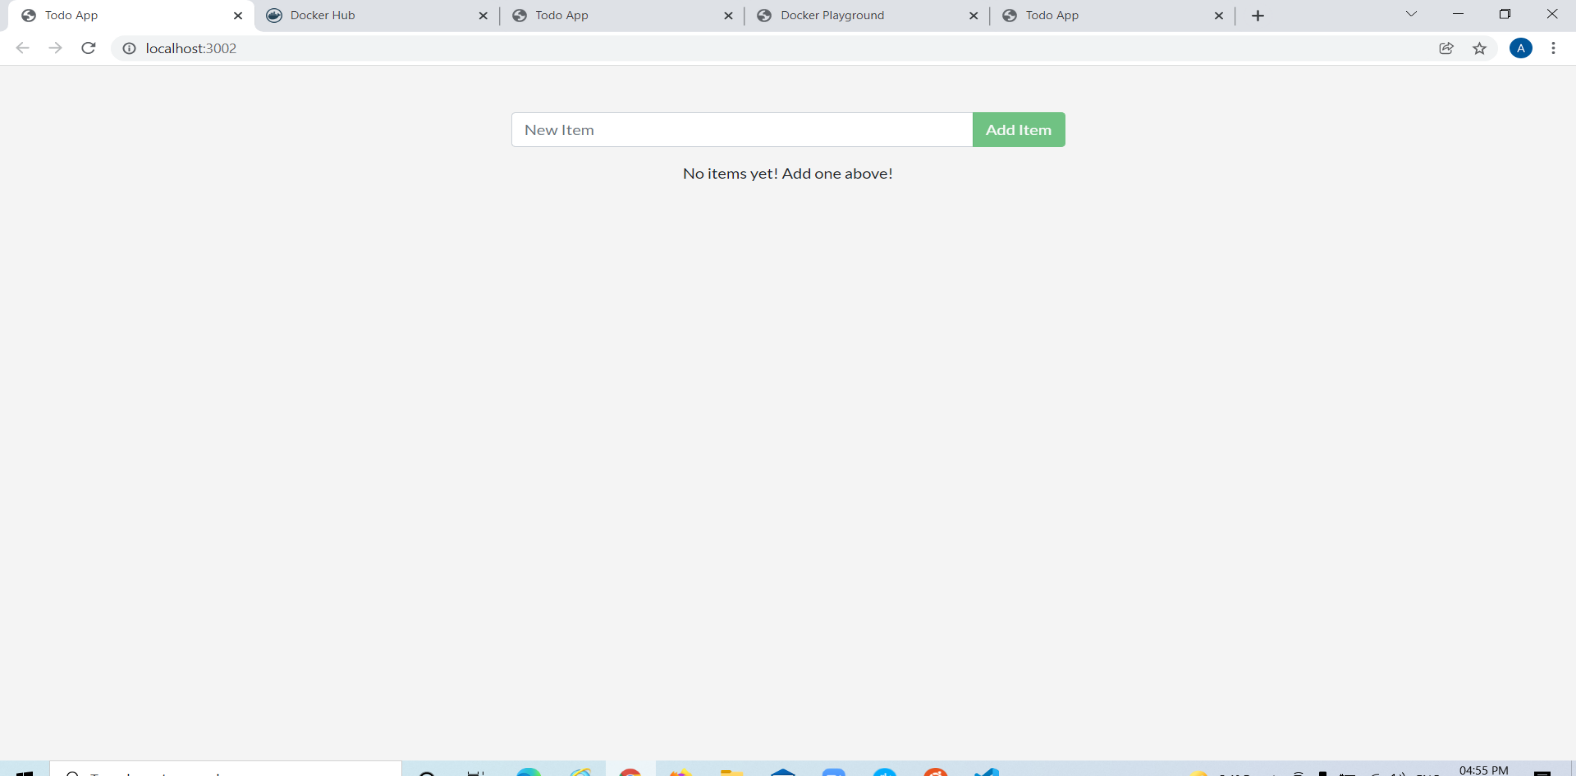 Todo App
Docker Hub
Todo App
Docker Playground
Todo App
localhost:3002
A
New Item
Add Item
No items yet! Add one above!
04:55 PM